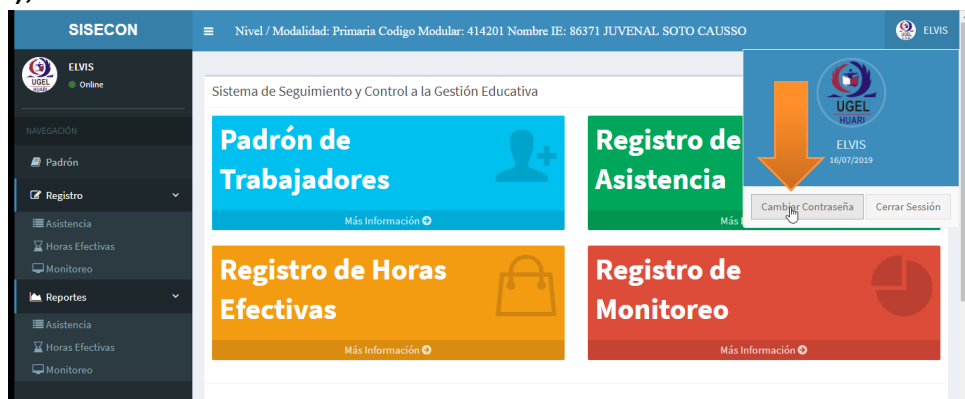 SISECON
Nivel / Modalidad: Primaria Codigo Modular: 414201 Nombre IE: 86371 JUVENAL SOTO CAUSSO
ELVIS
UGEL
HUARI
ELVIS
Online
NAVEGACIÓN
Padrón
Registro
Asistencia
Horas Efectivas
Monitoreo
Reportes
Asistencia
Horas Efectivas
Monitoreo
Sistema de Seguimiento y Control a la Gestión Educativa
Padrón de
Trabajadores
Más Información
Registro de
Asistencia
Más
Registro de Horas
Efectivas
Más Información
Registro de
Monitoreo
Más Información
UGEL
HUARI
ELVIS
16/07/2019
Cambiar Contraseña
Cerrar Sessión